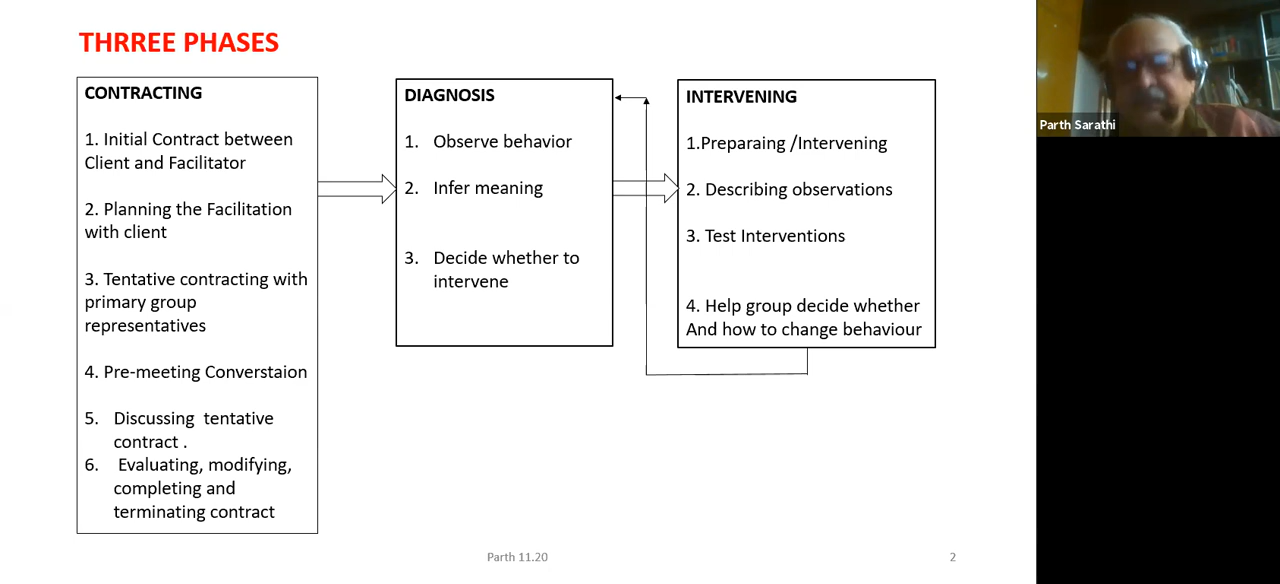 THRREE PHASES
CONTRACTING
1. Initial Contract between
Client and Facilitator
2. Planning the Facilitation
with client
3. Tentative contracting with
primary group
representatives
4. Pre-meeting Converstaion
5. Discussing tentative
contract .
6. Evaluating, modifying,
completing and
terminating contract
DIAGNOSIS
1. Observe behavior
2. Infer meaning
3. Decide whether to
intervene
INTERVENING
1.Preparaing /Intervening
2. Describing observations
3. Test Interventions
4. Help group decide whether
And how to change behaviour
Parth 11.20
2
Parth Sarathi